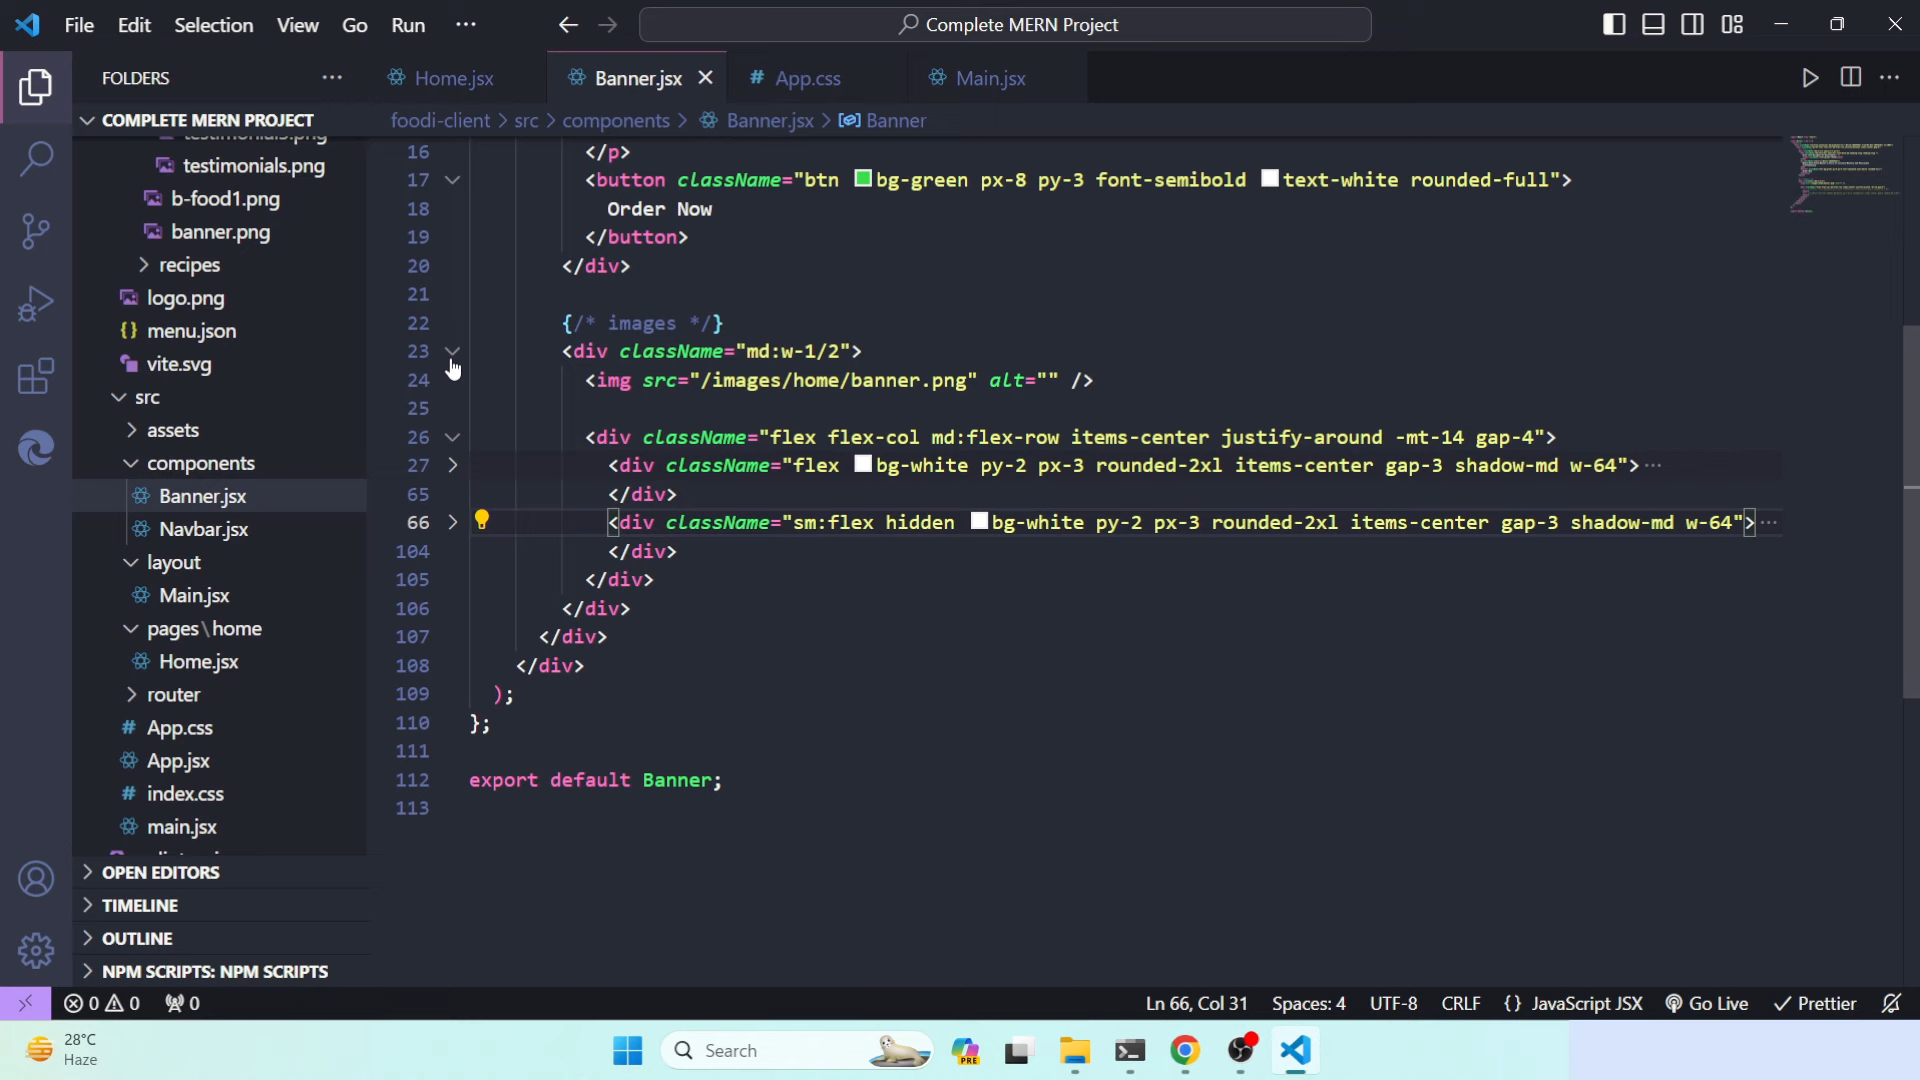 File Edit Selection View Go Run ··· Complete MERN Project
FOLDERS ···
Home.jsx
Banner.jsx
# App.css
Main.jsx
foodi-client > src > components > Banner.jsx > Banner
COMPLETE MERN PROJECT
testimonials.png
b-food1.png
banner.png
recipes
logo.png
{} menu.json
vite.svg
src
assets
components
Banner.jsx
Navbar.jsx
layout
Main.jsx
pages\home
Home.jsx
router
# App.css
App.jsx
# index.css
main.jsx
OPEN EDITORS
TIMELINE
OUTLINE
NPM SCRIPTS: NPM SCRIPTS
16 </p>
17 <button className="btn bg-green px-8 py-3 font-semibold text-white rounded-full">
18 Order Now
19 </button>
20 </div>
21
22 {/* images */}
23 <div className="md:w-1/2">
24 <img src="/images/home/banner.png" alt="" />
25
26 <div className="flex flex-col md:flex-row items-center justify-around -mt-14 gap-4">
27 <div className="flex bg-white py-2 px-3 rounded-2xl items-center gap-3 shadow-md w-64">···
65 </div>
66 <div className="sm:flex hidden bg-white py-2 px-3 rounded-2xl items-center gap-3 shadow-md w-64">···
104 </div>
105 </div>
106 </div>
107 </div>
108 </div>
109 );
110 };
111
112 export default Banner;
113
0 0 0 Ln 66, Col 31 Spaces: 4 UTF-8 CRLF {} JavaScript JSX Go Live Prettier
28°C
Haze
Search
PRE